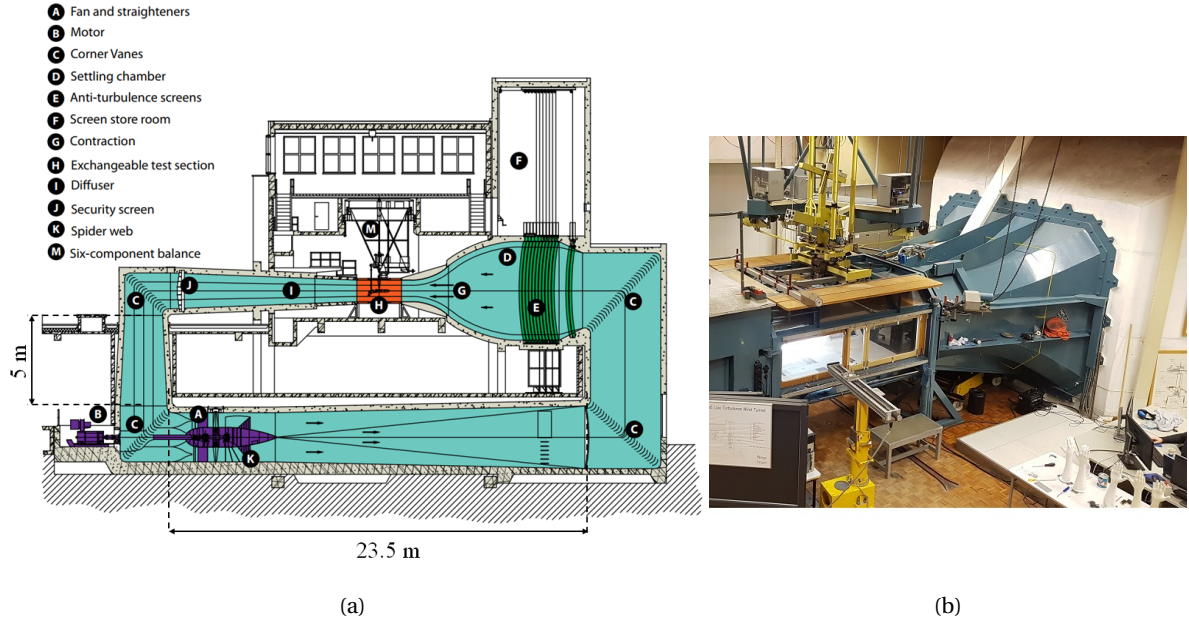 A Fan and straighteners
B Motor
C Corner Vanes
D Settling chamber
E Anti-turbulence screens
F Screen store room
G Contraction
H Exchangeable test section
I Diffuser
J Security screen
K Spider web
M Six-component balance
F
M
D
C
J
I
H
G
E
C
5 m
B
A
C
K
C
23.5 m
(a)
(b)